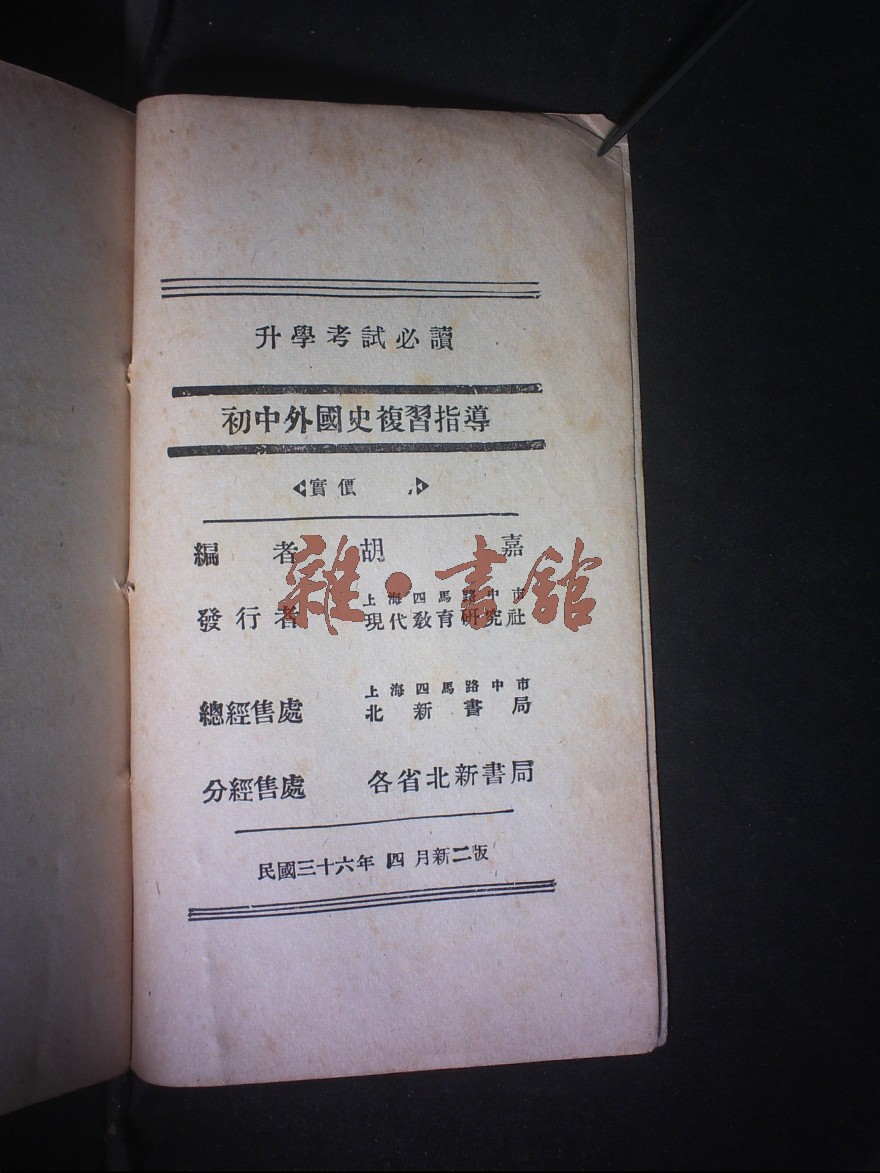 升學考試必讀
初中外國史複習指導
實價
編者 胡嘉
發行者 上海四馬路中市
現代教育研究社
總經售處 上海四馬路中市
北新書局
分經售處 各省北新書局
民國三十六年四月新二版
雜·書館